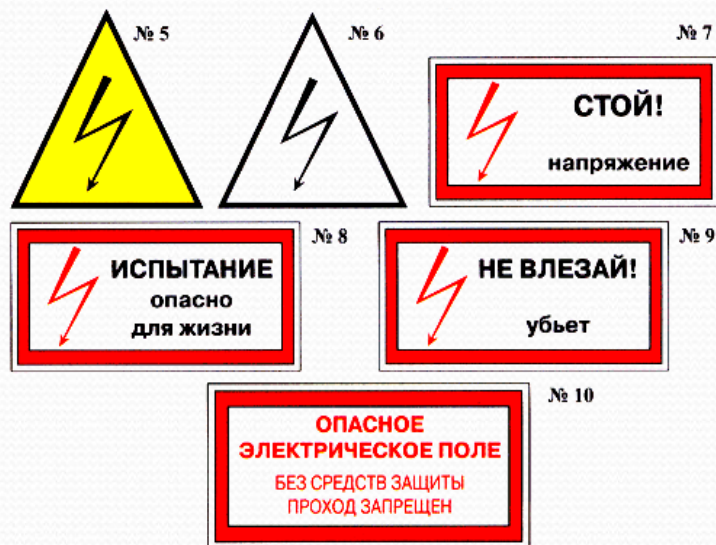 № 5
№ 6
№ 7
СТОЙ!
напряжение
№ 8
ИСПЫТАНИЕ
опасно
для жизни
№ 9
НЕ ВЛЕЗАЙ!
убьет
№ 10
ОПАСНОЕ
ЭЛЕКТРИЧЕСКОЕ ПОЛЕ
БЕЗ СРЕДСТВ ЗАЩИТЫ
ПРОХОД ЗАПРЕЩЕН